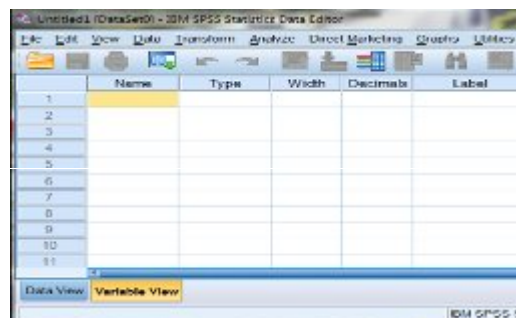 Untitled1 [DataSet0] - IBM SPSS Statistics Data Editor
File Edit View Data Transform Analyze Direct Marketing Graphs Utilities
Name Type Width Decimals Label
1
2
3
4
5
6
7
8
9
10
11
Data View Variable View
IBM SPSS